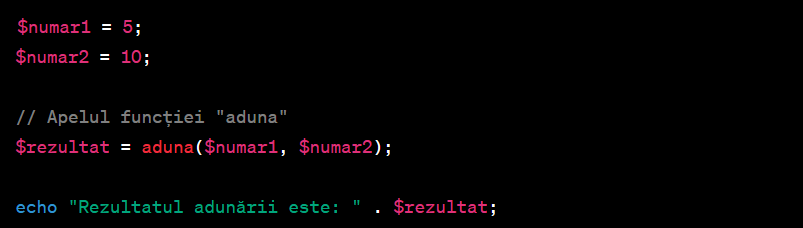 $numar1 = 5;
$numar2 = 10;
// Apelul funcției "aduna"
$rezultat = aduna($numar1, $numar2);
echo "Rezultatul adunării este: " . $rezultat;